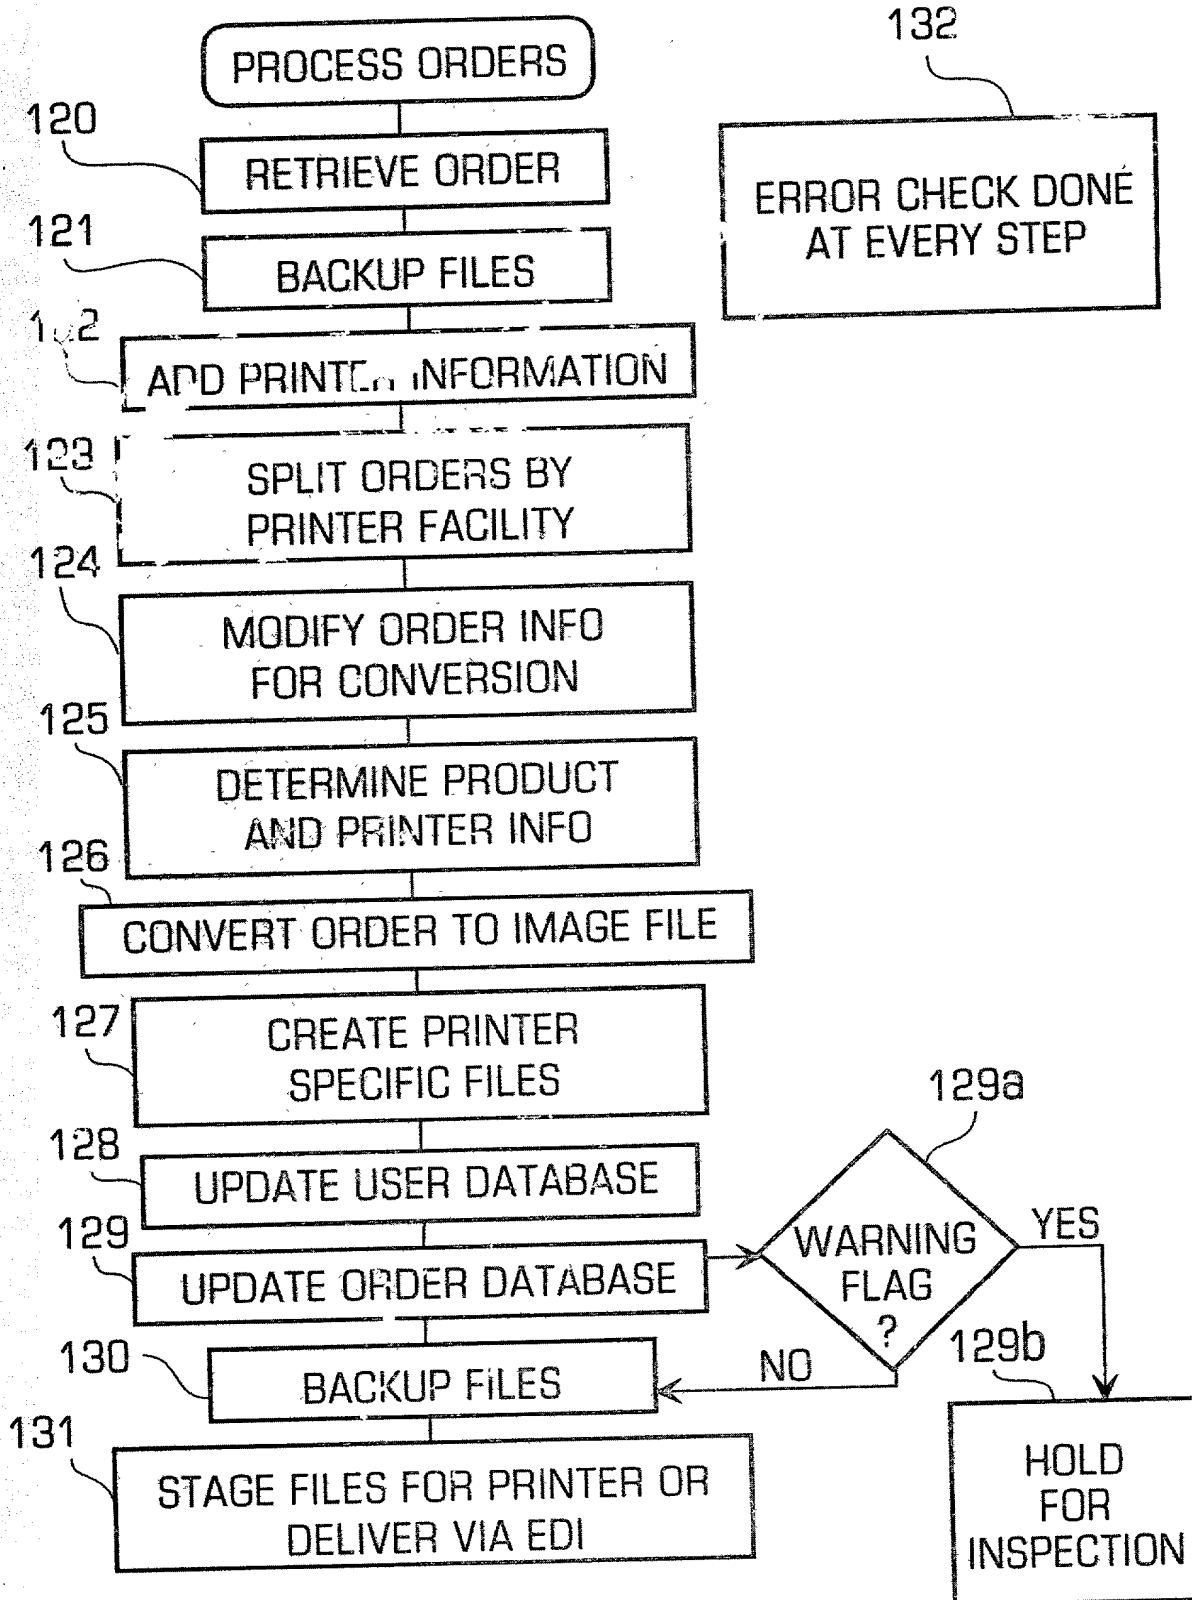 PROCESS ORDERS
132
120
RETRIEVE ORDER
ERROR CHECK DONE
AT EVERY STEP
121
BACKUP FILES
122
ADD PRINTER INFORMATION
123
SPLIT ORDERS BY
PRINTER FACILITY
124
MODIFY ORDER INFO
FOR CONVERSION
125
DETERMINE PRODUCT
AND PRINTER INFO
126
CONVERT ORDER TO IMAGE FILE
127
CREATE PRINTER
SPECIFIC FILES
128
UPDATE USER DATABASE
129
UPDATE ORDER DATABASE
129a
WARNING
FLAG
?
YES
NO
129b
HOLD
FOR
INSPECTION
130
BACKUP FILES
131
STAGE FILES FOR PRINTER OR
DELIVER VIA EDI